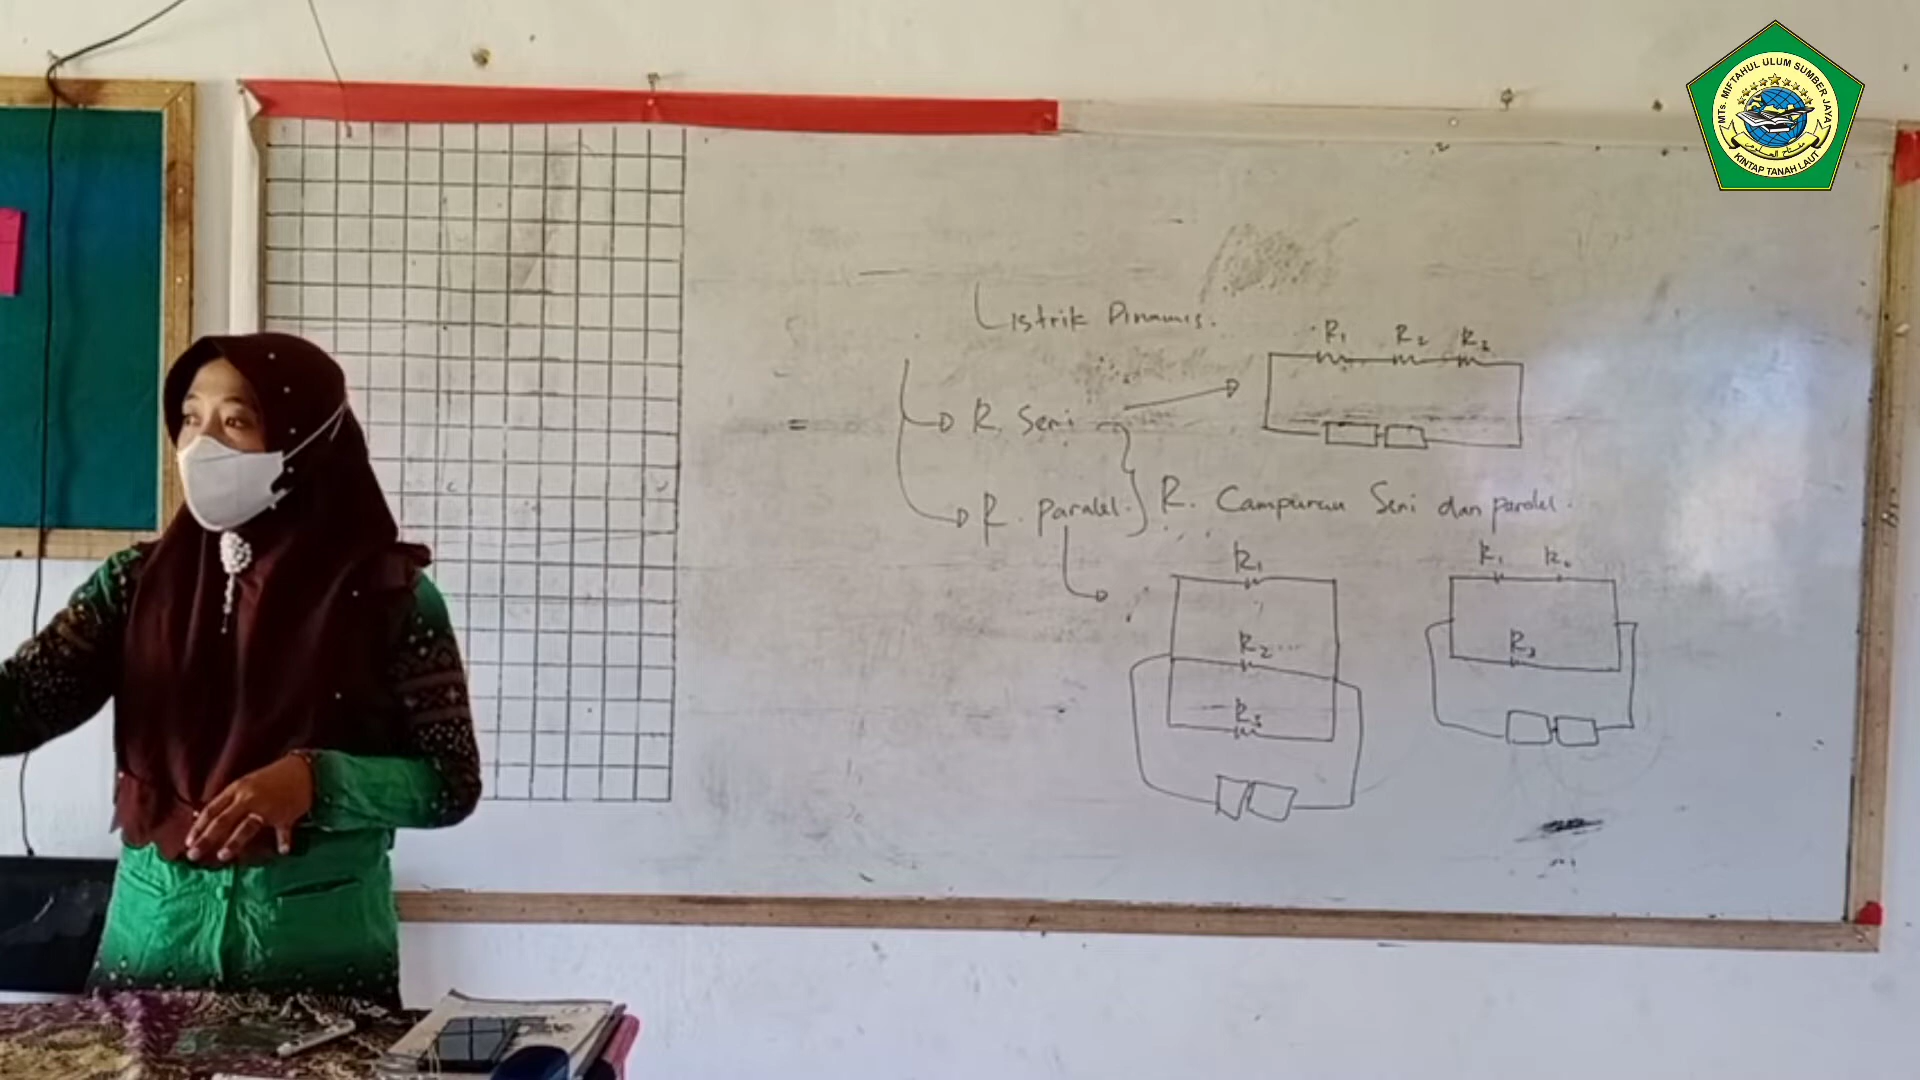 MTs. MIFTAHUL ULUM SUMBER JAYA
KINTAP TANAH LAUT
Listrik Dinamis.
R1 R2 R3
R. Seri
R. Paralel.
R. Campuran Seri dan paralel.
R1
R2
R3
R1 R2
R3